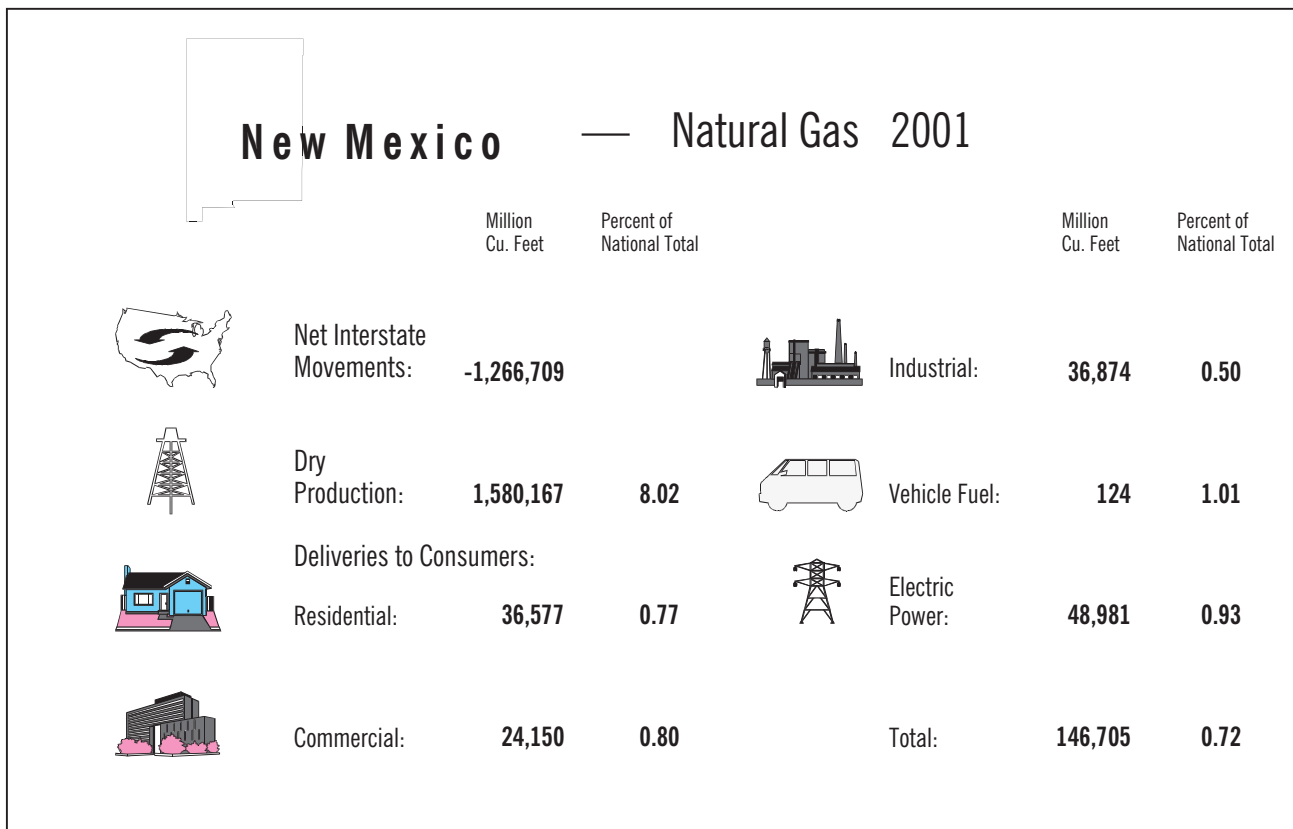 New Mexico — Natural Gas 2001
Million Cu. Feet
Percent of National Total
Million Cu. Feet
Percent of National Total
Net Interstate
Movements: -1,266,709
Industrial: 36,874 0.50
Dry
Production: 1,580,167 8.02
Vehicle Fuel: 124 1.01
Deliveries to Consumers:
Residential: 36,577 0.77
Electric
Power: 48,981 0.93
Commercial: 24,150 0.80
Total: 146,705 0.72